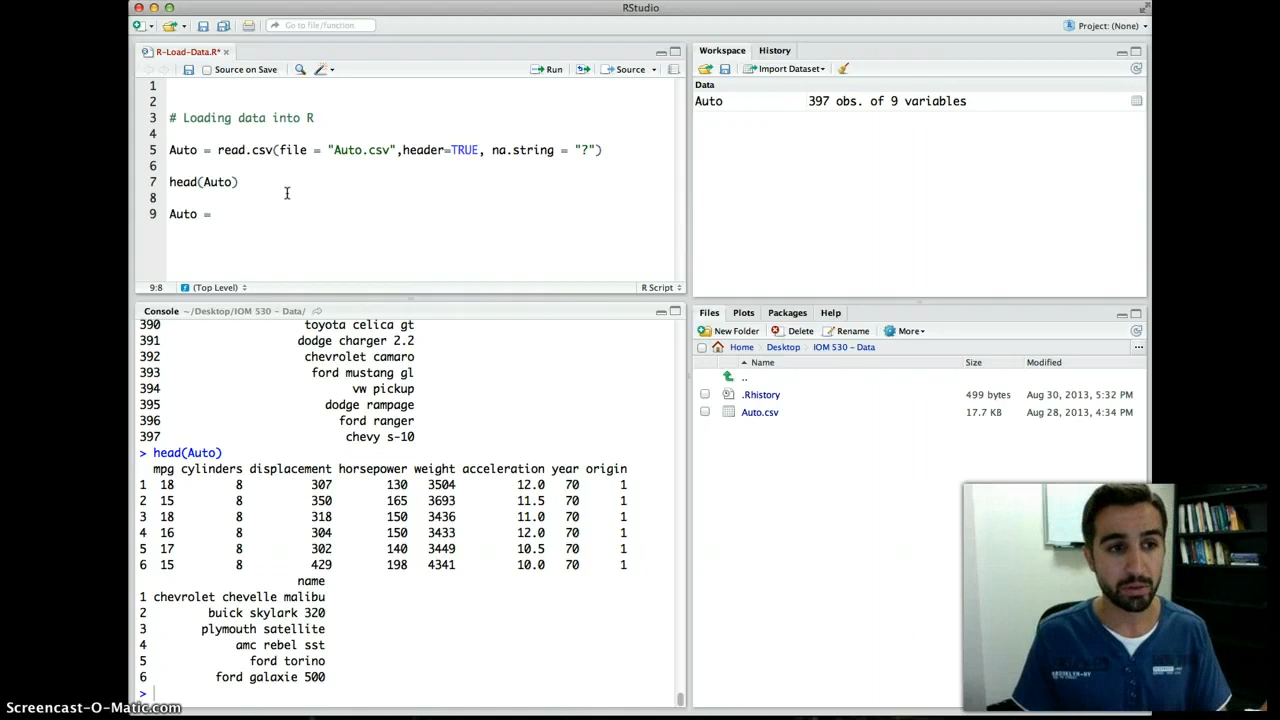 RStudio
Go to file/function
Project: (None)
R-Load-Data.R*
Source on Save
Run
Source
1
2
3 # Loading data into R
4
5 Auto = read.csv(file = "Auto.csv",header=TRUE, na.string = "?")
6
7 head(Auto)
8
9 Auto =
9:8 (Top Level) R Script
Console ~/Desktop/IOM 530 - Data/
390 toyota celica gt
391 dodge charger 2.2
392 chevrolet camaro
393 ford mustang gl
394 vw pickup
395 dodge rampage
396 ford ranger
397 chevy s-10
> head(Auto)
mpg cylinders displacement horsepower weight acceleration year origin
1 18 8 307 130 3504 12.0 70 1
2 15 8 350 165 3693 11.5 70 1
3 18 8 318 150 3436 11.0 70 1
4 16 8 304 150 3433 12.0 70 1
5 17 8 302 140 3449 10.5 70 1
6 15 8 429 198 4341 10.0 70 1
name
1 chevrolet chevelle malibu
2 buick skylark 320
3 plymouth satellite
4 amc rebel sst
5 ford torino
6 ford galaxie 500
>
Workspace History
Import Dataset
Data
Auto 397 obs. of 9 variables
Files Plots Packages Help
New Folder Delete Rename More
Home Desktop IOM 530 - Data
Name Size Modified
..
.Rhistory 499 bytes Aug 30, 2013, 5:32 PM
Auto.csv 17.7 KB Aug 28, 2013, 4:34 PM
Screencast-O-Matic.com